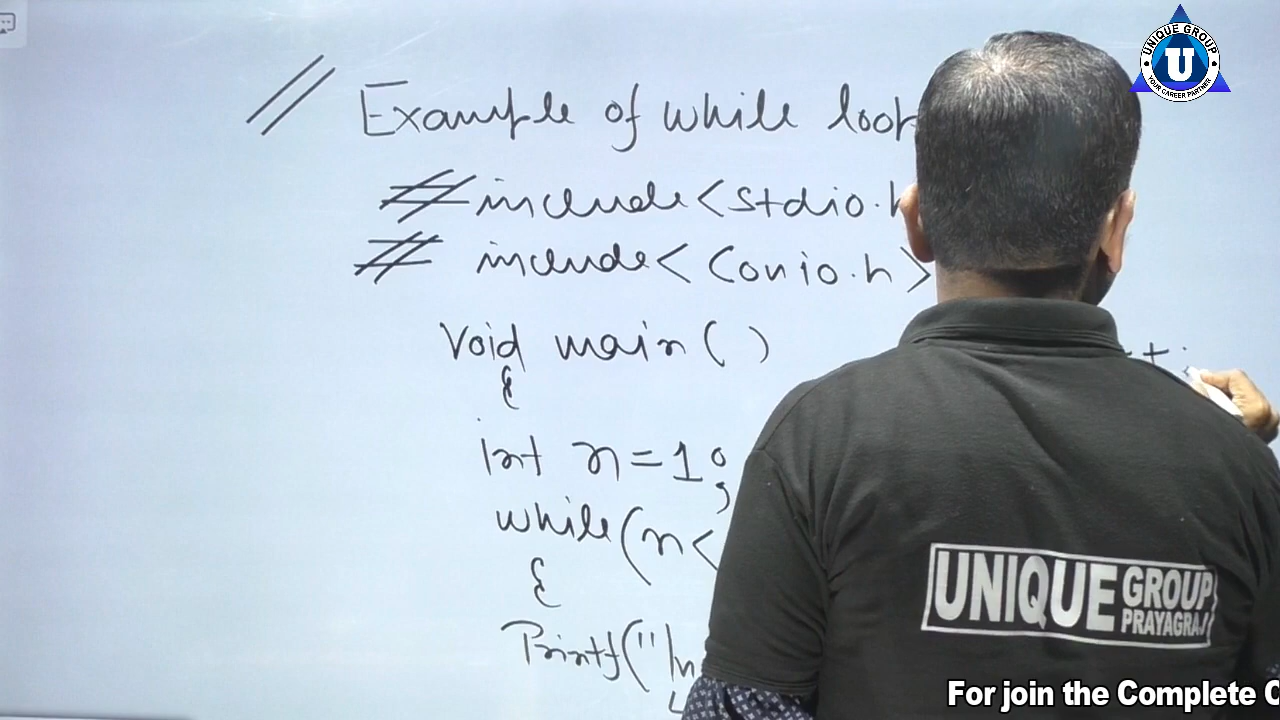 // Example of while loop
# include<stdio.h
# include<conio.h>
Void main( )
{
int n=1;
while(n<
{
Printf("\n
UNIQUE GROUP
U
YOUR CAREER PARTNER
UNIQUE GROUP
PRAYAGRAJ
For join the Complete C